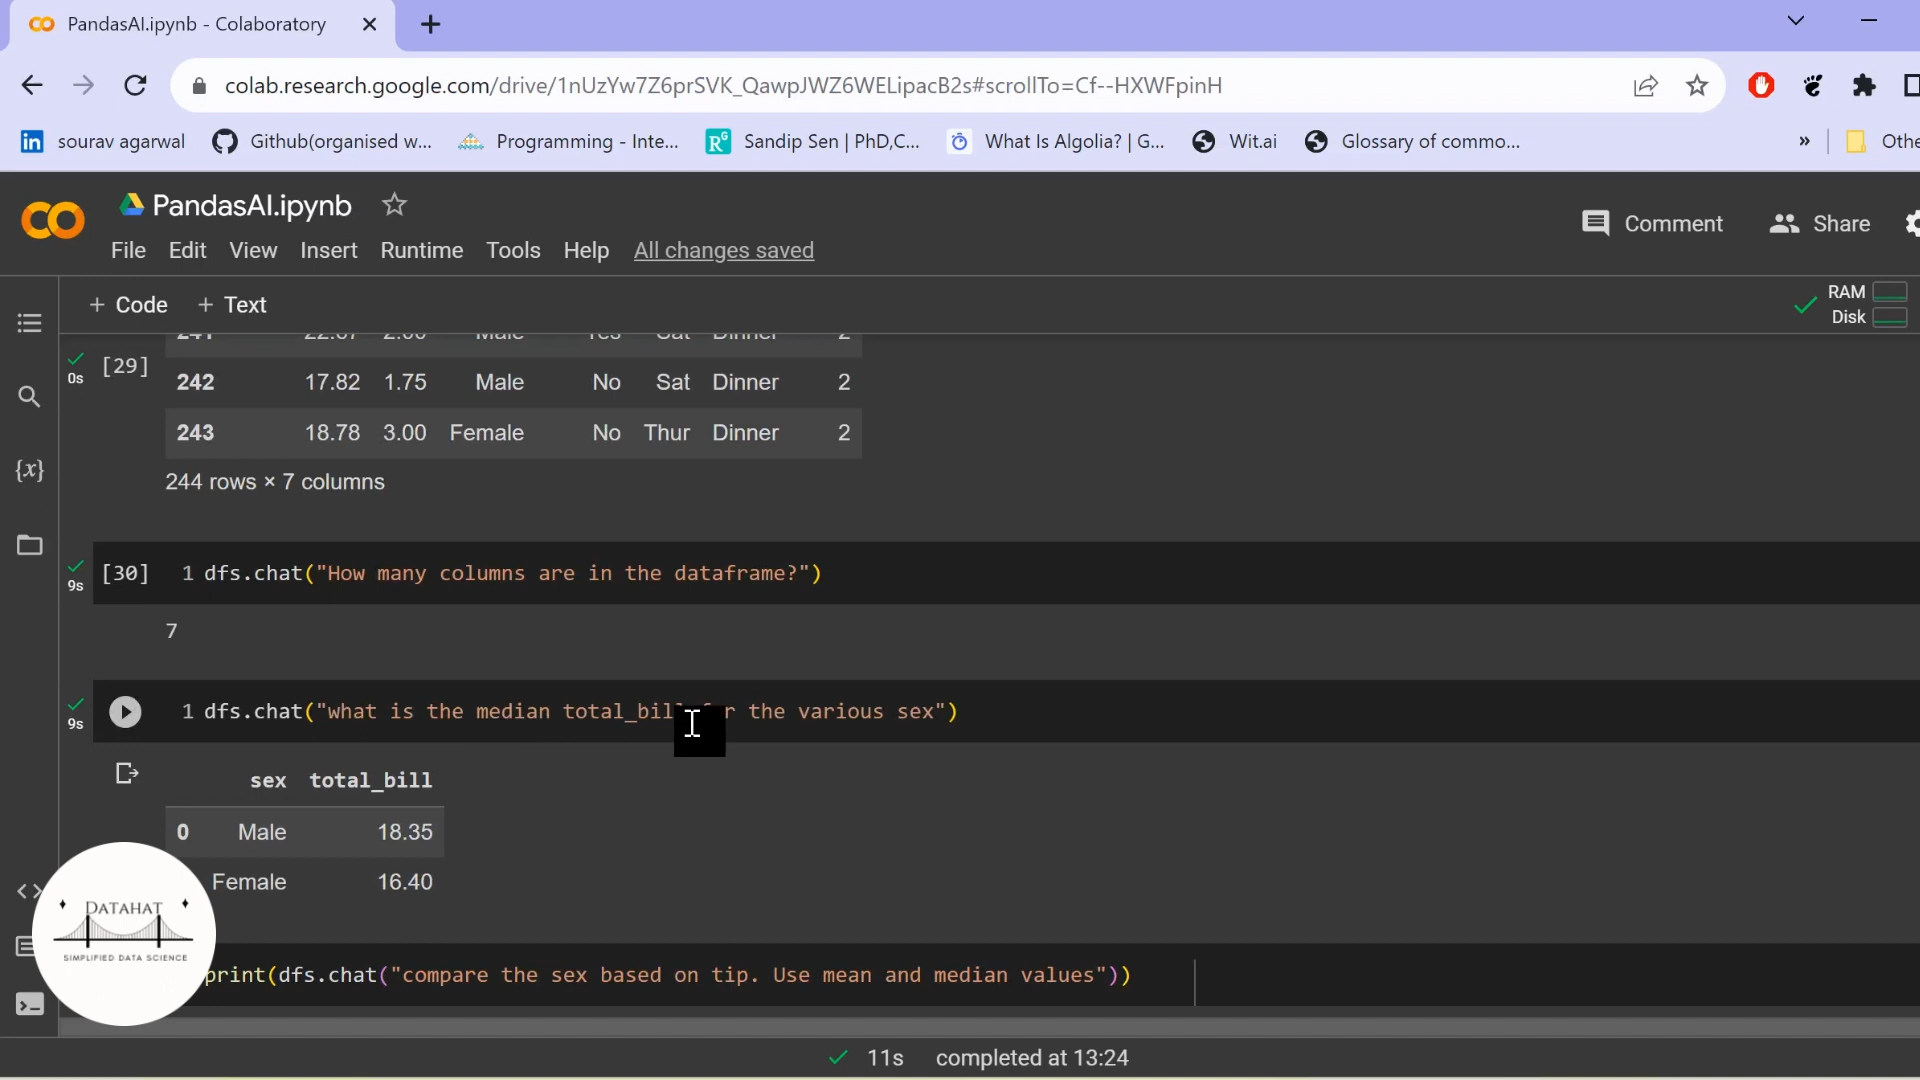 PandasAI.ipynb - Colaboratory
colab.research.google.com/drive/1nUzYw7Z6prSVK_QawpJWZ6WELipacB2s#scrollTo=Cf--HXWFpinH
sourav agarwal Github(organised w... Programming - Inte... Sandip Sen | PhD,C... What Is Algolia? | G... Wit.ai Glossary of commo... » Othe
PandasAI.ipynb
Comment Share
File Edit View Insert Runtime Tools Help All changes saved
+ Code + Text
RAM
Disk
[29]
0s
242 17.82 1.75 Male No Sat Dinner 2
243 18.78 3.00 Female No Thur Dinner 2
244 rows × 7 columns
9s [30] 1 dfs.chat("How many columns are in the dataframe?")
7
9s 1 dfs.chat("what is the median total_bill for the various sex")
sex total_bill
0 Male 18.35
Female 16.40
DATAHAT
SIMPLIFIED DATA SCIENCE
print(dfs.chat("compare the sex based on tip. Use mean and median values"))
11s completed at 13:24